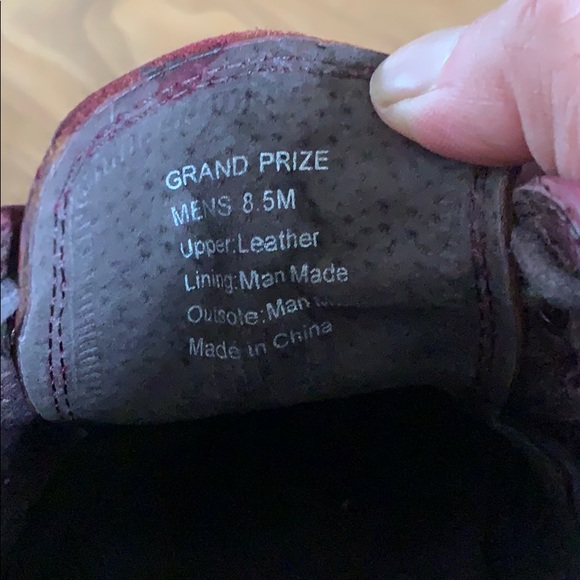 GRAND PRIZE
MENS 8.5M
Upper:Leather
Lining:Man Made
Outsole:Man
Made in China